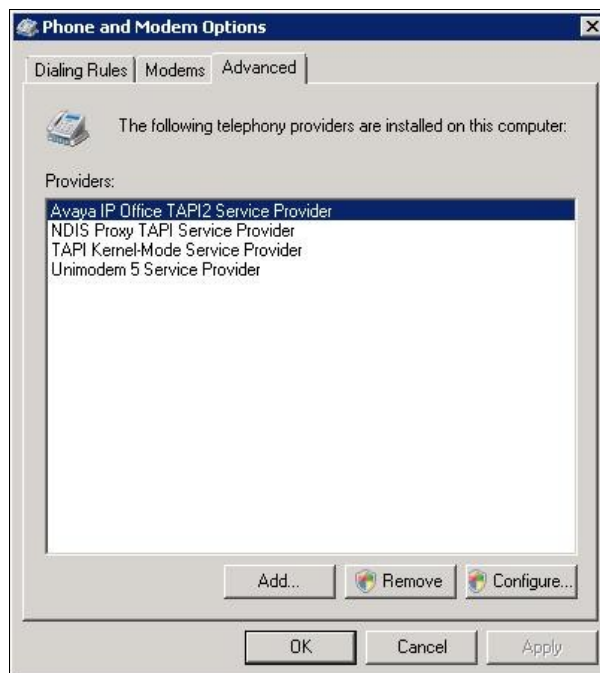 Phone and Modem Options
Dialing Rules Modems Advanced
The following telephony providers are installed on this computer:
Providers:
Avaya IP Office TAPI2 Service Provider
NDIS Proxy TAPI Service Provider
TAPI Kernel-Mode Service Provider
Unimodem 5 Service Provider
Add... Remove Configure...
OK Cancel Apply